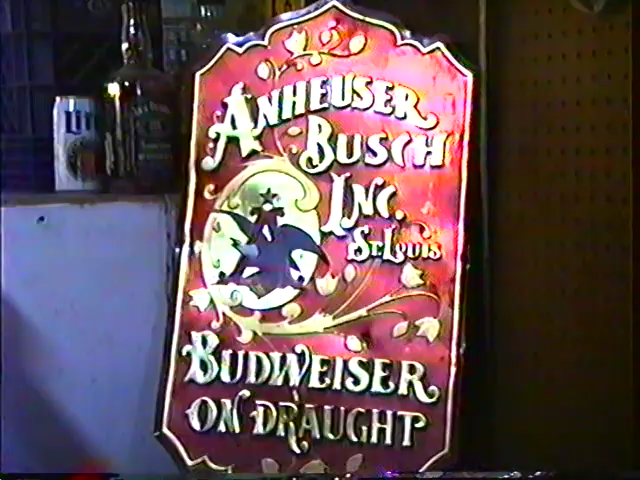 ANHEUSER
BUSCH
INC.
ST. LOUIS
BUDWEISER
ON DRAUGHT